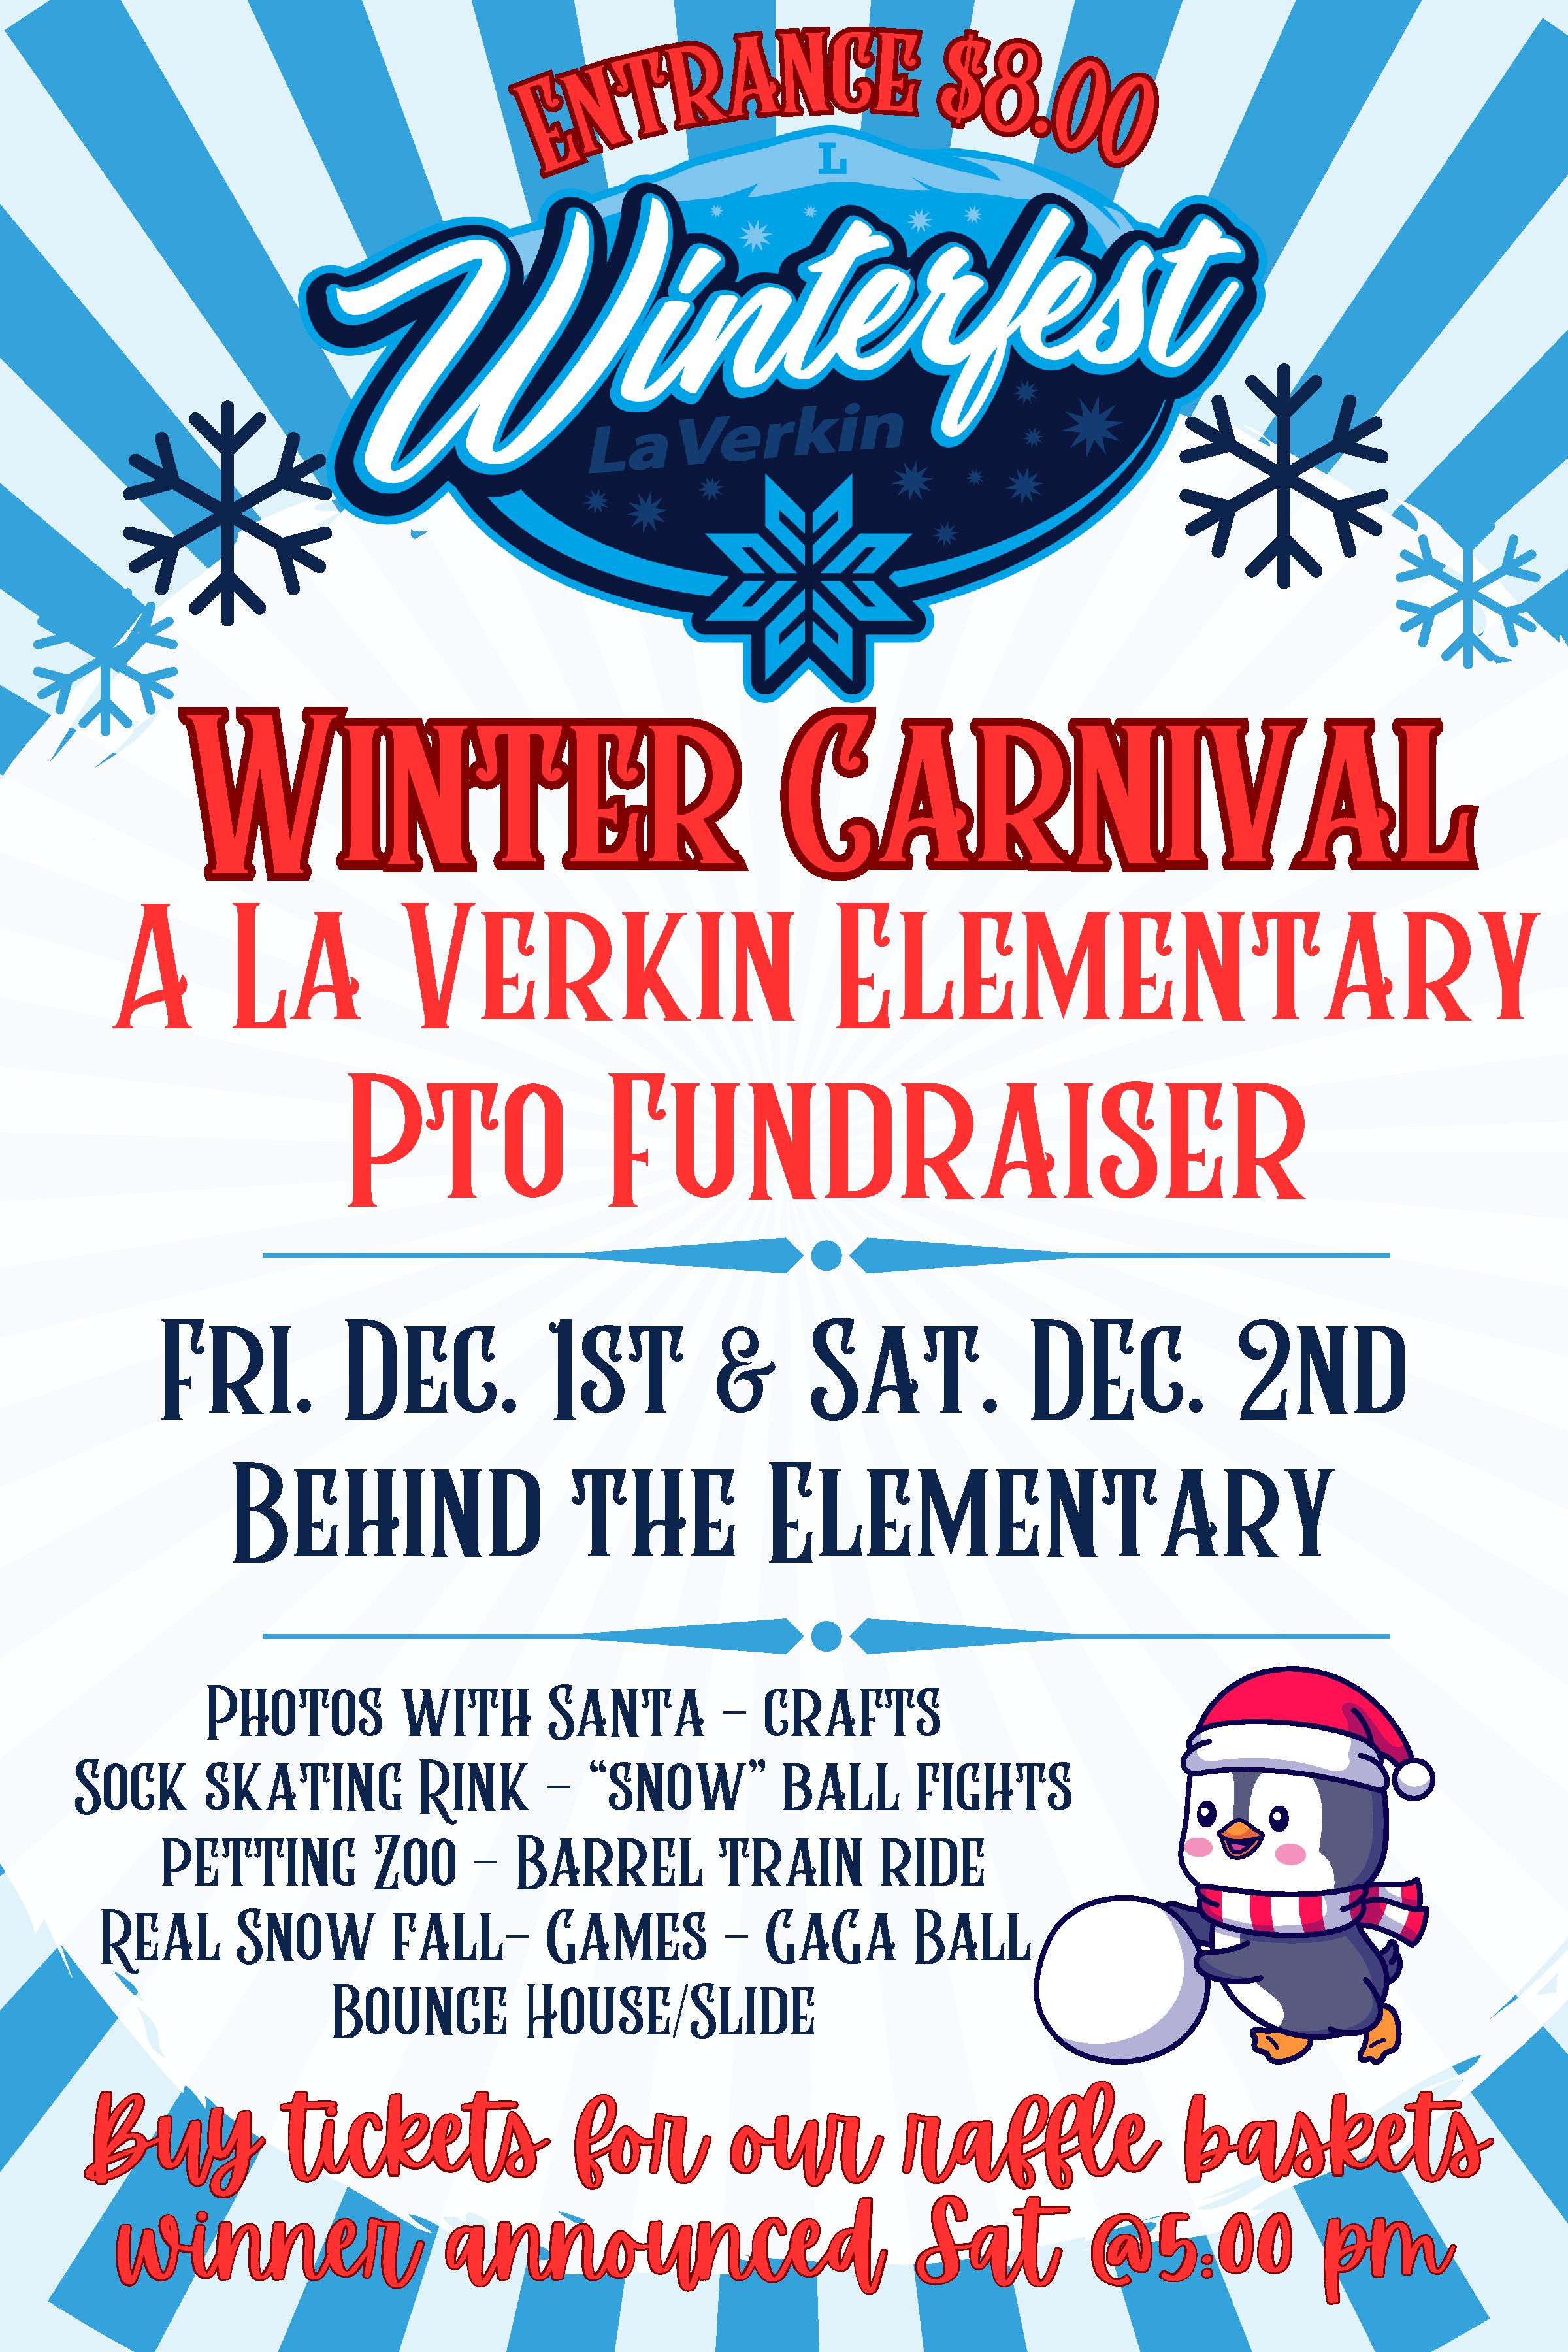 ENTRANCE $8.00
L
Winterfest
La Verkin
WINTER CARNIVAL
A LA VERKIN ELEMENTARY
PTO FUNDRAISER
FRI. DEC. 1ST & SAT. DEC. 2ND
BEHIND THE ELEMENTARY
PHOTOS WITH SANTA - CRAFTS
SOCK SKATING RINK - “SNOW” BALL FIGHTS
PETTING ZOO - BARREL TRAIN RIDE
REAL SNOW FALL- GAMES - GAGA BALL
BOUNCE HOUSE/SLIDE
Buy tickets for our raffle baskets
winner announced Sat @5:00 pm